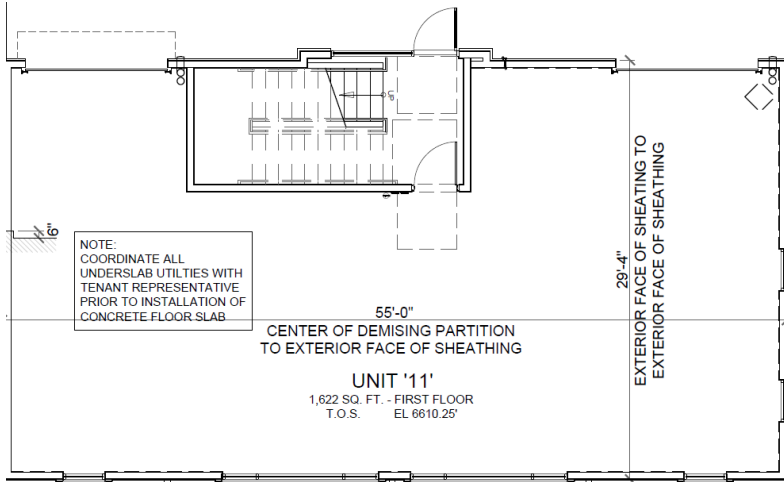 UP
6"
NOTE:
COORDINATE ALL
UNDERSLAB UTILTIES WITH
TENANT REPRESENTATIVE
PRIOR TO INSTALLATION OF
CONCRETE FLOOR SLAB
55'-0"
CENTER OF DEMISING PARTITION
TO EXTERIOR FACE OF SHEATHING
UNIT '11'
1,622 SQ. FT. - FIRST FLOOR
T.O.S. EL 6610.25'
29'-4"
EXTERIOR FACE OF SHEATING TO
EXTERIOR FACE OF SHEATHING